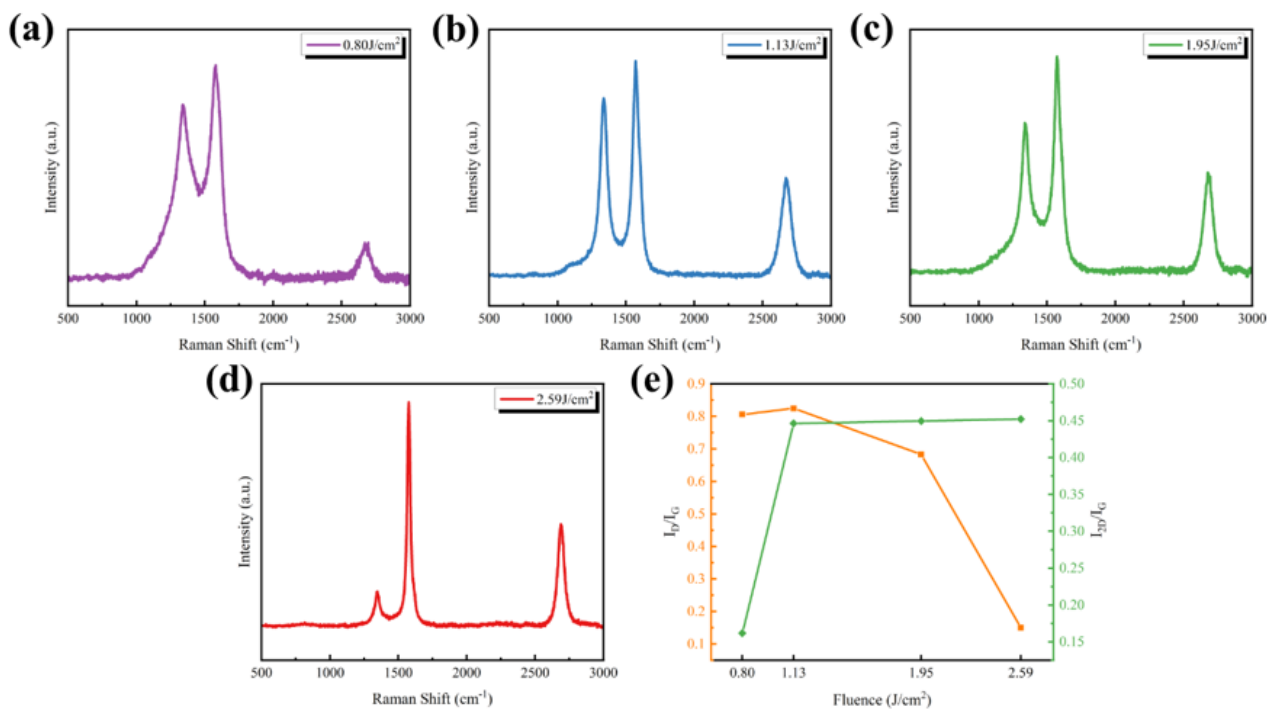 (a)
0.80J/cm²
Intensity (a.u.)
500 1000 1500 2000 2500 3000
Raman Shift (cm⁻¹)
(b)
1.13J/cm²
Intensity (a.u.)
500 1000 1500 2000 2500 3000
Raman Shift (cm⁻¹)
(c)
1.95J/cm²
Intensity (a.u.)
500 1000 1500 2000 2500 3000
Raman Shift (cm⁻¹)
(d)
2.59J/cm²
Intensity (a.u.)
500 1000 1500 2000 2500 3000
Raman Shift (cm⁻¹)
(e)
0.9
0.8
0.7
0.6
0.5
0.4
0.3
0.2
0.1
I_D/I_G
0.50
0.45
0.40
0.35
0.30
0.25
0.20
0.15
I_2D/I_G
0.80 1.13 1.95 2.59
Fluence (J/cm²)